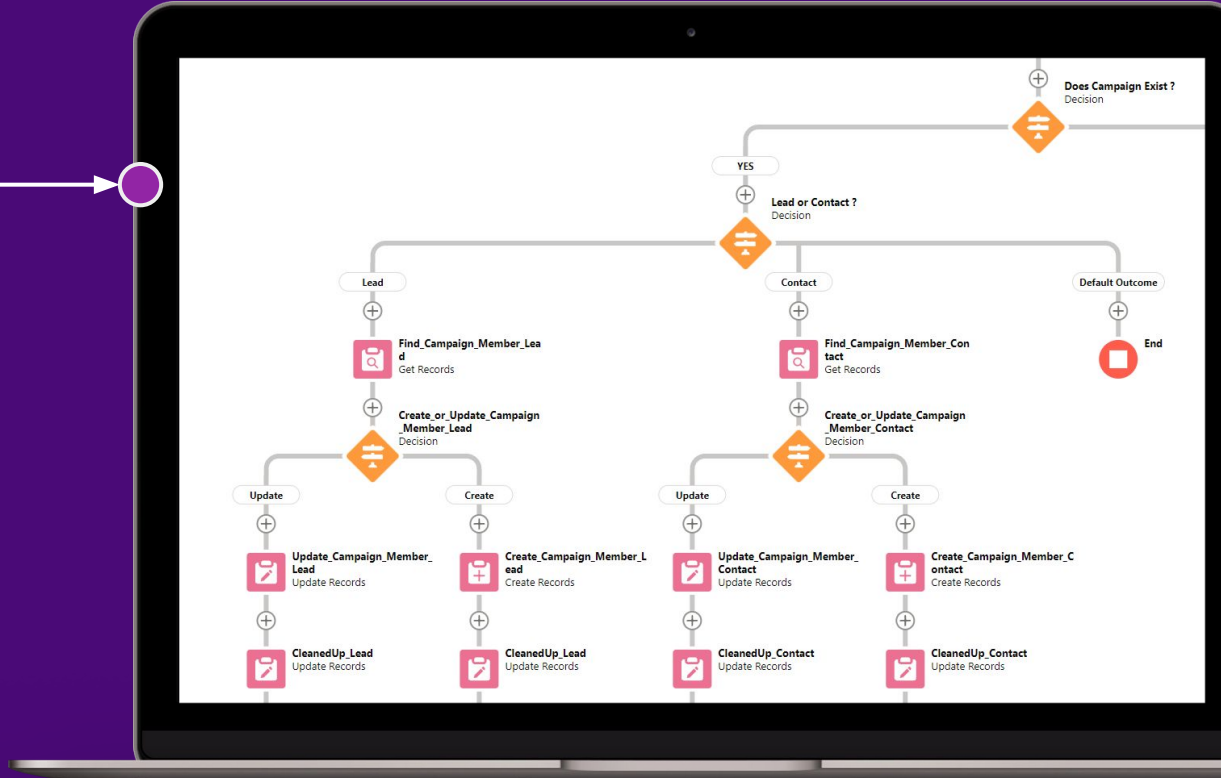 Does Campaign Exist ?
Decision
YES
Lead or Contact ?
Decision
Lead
Contact
Default Outcome
Find_Campaign_Member_Lea
d
Get Records
Find_Campaign_Member_Con
tact
Get Records
End
Create_or_Update_Campaign
_Member_Lead
Decision
Create_or_Update_Campaign
_Member_Contact
Decision
Update
Create
Update
Create
Update_Campaign_Member_
Lead
Update Records
Create_Campaign_Member_L
ead
Create Records
Update_Campaign_Member_
Contact
Update Records
Create_Campaign_Member_C
ontact
Create Records
CleanedUp_Lead
Update Records
CleanedUp_Lead
Update Records
CleanedUp_Contact
Update Records
CleanedUp_Contact
Update Records